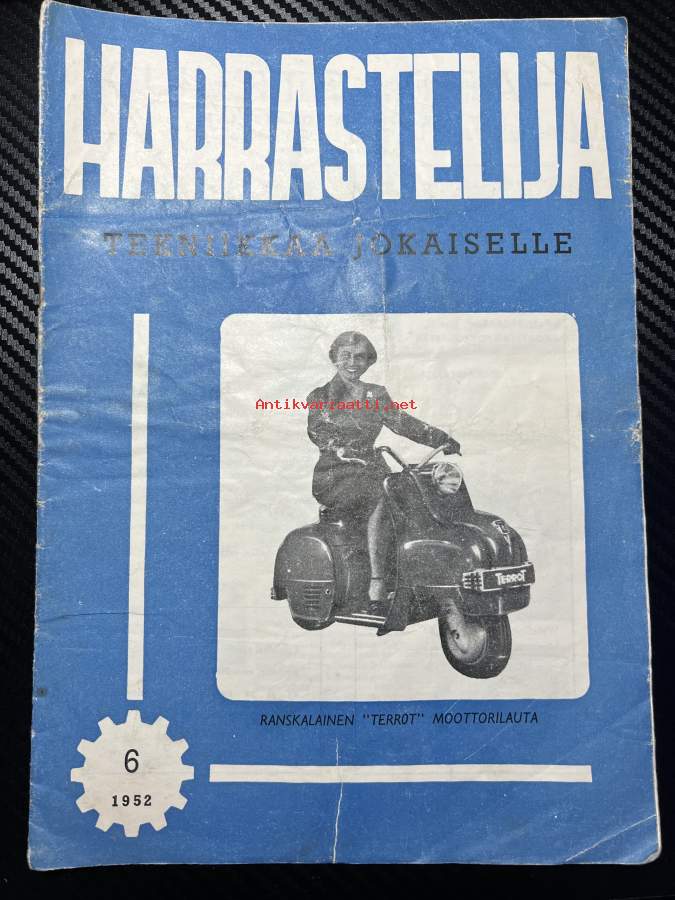 HARRASTELIJA
TEKNIIKKAA JOKAISELLE
Antikvariaatti.net
TERROT
RANSKALAINEN "TERROT" MOOTTORILAUTA
6
1952